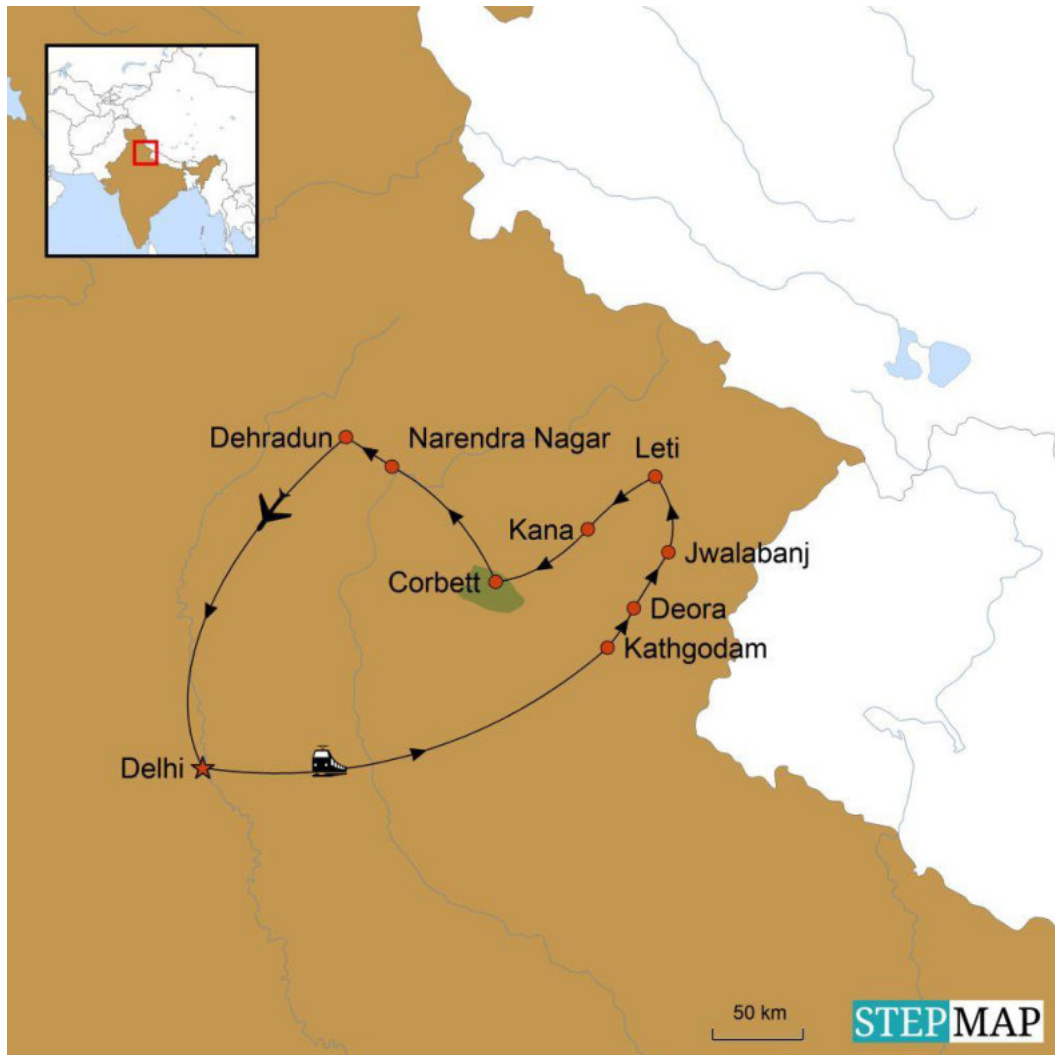 Dehradun
Narendra Nagar
Leti
Kana
Jwalabanj
Corbett
Deora
Kathgodam
Delhi
50 km
STEPMAP